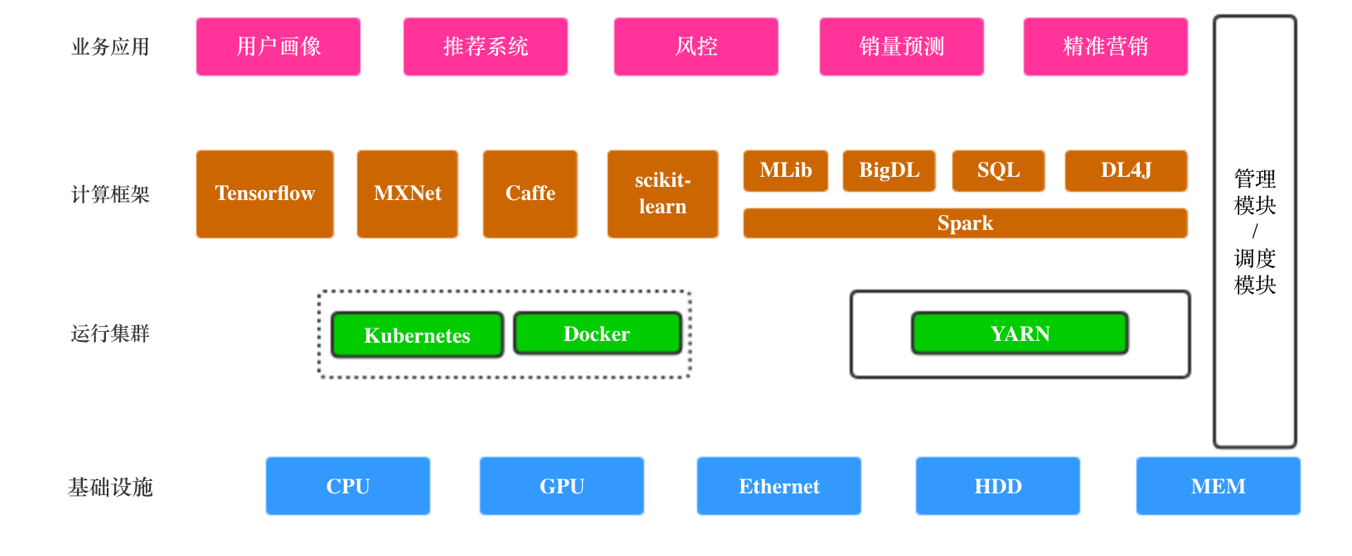 业务应用
用户画像
推荐系统
风控
销量预测
精准营销
计算框架
Tensorflow
MXNet
Caffe
scikit-
learn
MLib
BigDL
SQL
DL4J
Spark
管理
模块
/
调度
模块
运行集群
Kubernetes
Docker
YARN
基础设施
CPU
GPU
Ethernet
HDD
MEM